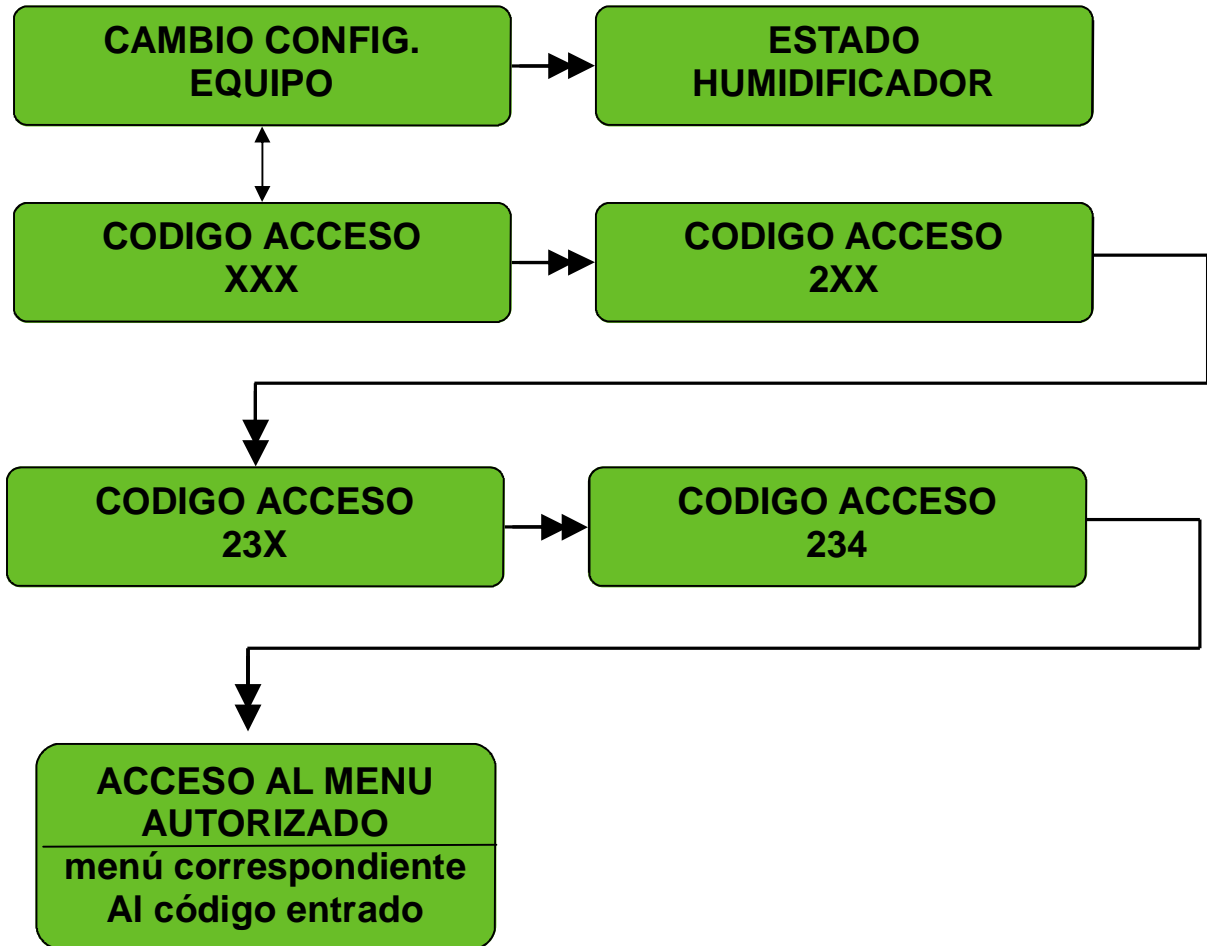 CAMBIO CONFIG.
EQUIPO
ESTADO
HUMIDIFICADOR
CODIGO ACCESO
XXX
CODIGO ACCESO
2XX
CODIGO ACCESO
23X
CODIGO ACCESO
234
ACCESO AL MENU
AUTORIZADO
menú correspondiente
Al código entrado